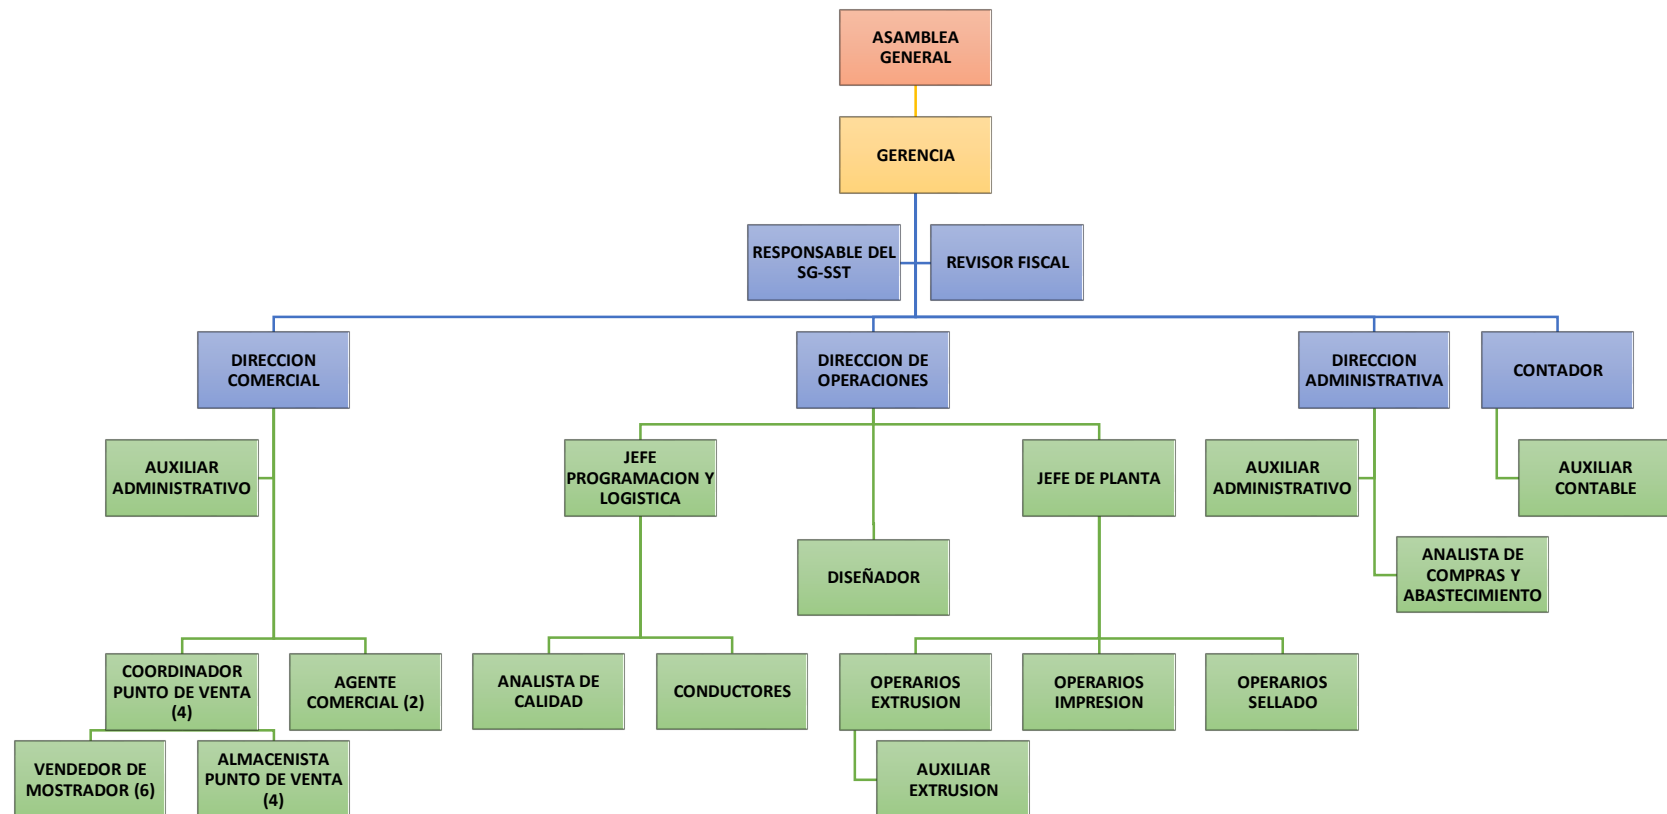 ASAMBLEA
GENERAL
GERENCIA
RESPONSABLE DEL
SG-SST
REVISOR FISCAL
DIRECCION
COMERCIAL
DIRECCION DE
OPERACIONES
DIRECCION
ADMINISTRATIVA
CONTADOR
AUXILIAR
ADMINISTRATIVO
JEFE
PROGRAMACION Y
LOGISTICA
JEFE DE PLANTA
AUXILIAR
ADMINISTRATIVO
AUXILIAR
CONTABLE
DISEÑADOR
ANALISTA DE
COMPRAS Y
ABASTECIMIENTO
COORDINADOR
PUNTO DE VENTA
(4)
AGENTE
COMERCIAL (2)
ANALISTA DE
CALIDAD
CONDUCTORES
OPERARIOS
EXTRUSION
OPERARIOS
IMPRESION
OPERARIOS
SELLADO
VENDEDOR DE
MOSTRADOR (6)
ALMACENISTA
PUNTO DE VENTA
(4)
AUXILIAR
EXTRUSION